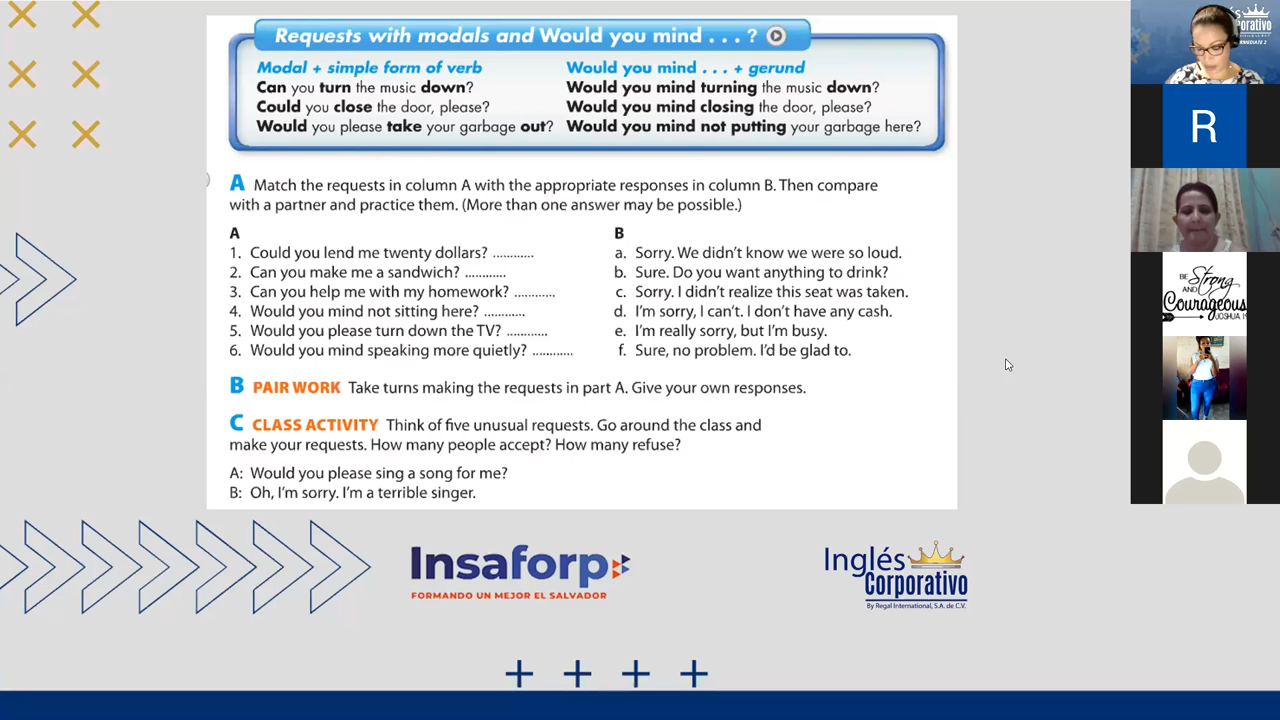 Requests with modals and Would you mind . . . ?
Modal + simple form of verb
Can you turn the music down?
Could you close the door, please?
Would you please take your garbage out?
Would you mind . . . + gerund
Would you mind turning the music down?
Would you mind closing the door, please?
Would you mind not putting your garbage here?
A Match the requests in column A with the appropriate responses in column B. Then compare
with a partner and practice them. (More than one answer may be possible.)
A
1. Could you lend me twenty dollars? ............
2. Can you make me a sandwich? ............
3. Can you help me with my homework? ............
4. Would you mind not sitting here? ............
5. Would you please turn down the TV? ............
6. Would you mind speaking more quietly? ............
B
a. Sorry. We didn't know we were so loud.
b. Sure. Do you want anything to drink?
c. Sorry. I didn't realize this seat was taken.
d. I'm sorry, I can't. I don't have any cash.
e. I'm really sorry, but I'm busy.
f. Sure, no problem. I'd be glad to.
B PAIR WORK Take turns making the requests in part A. Give your own responses.
C CLASS ACTIVITY Think of five unusual requests. Go around the class and
make your requests. How many people accept? How many refuse?
A: Would you please sing a song for me?
B: Oh, I'm sorry. I'm a terrible singer.
Insaforp
FORMANDO UN MEJOR EL SALVADOR
Inglés
Corporativo
By Regal International, S.A. de C.V.
R
BE
Strong
AND
Courageous